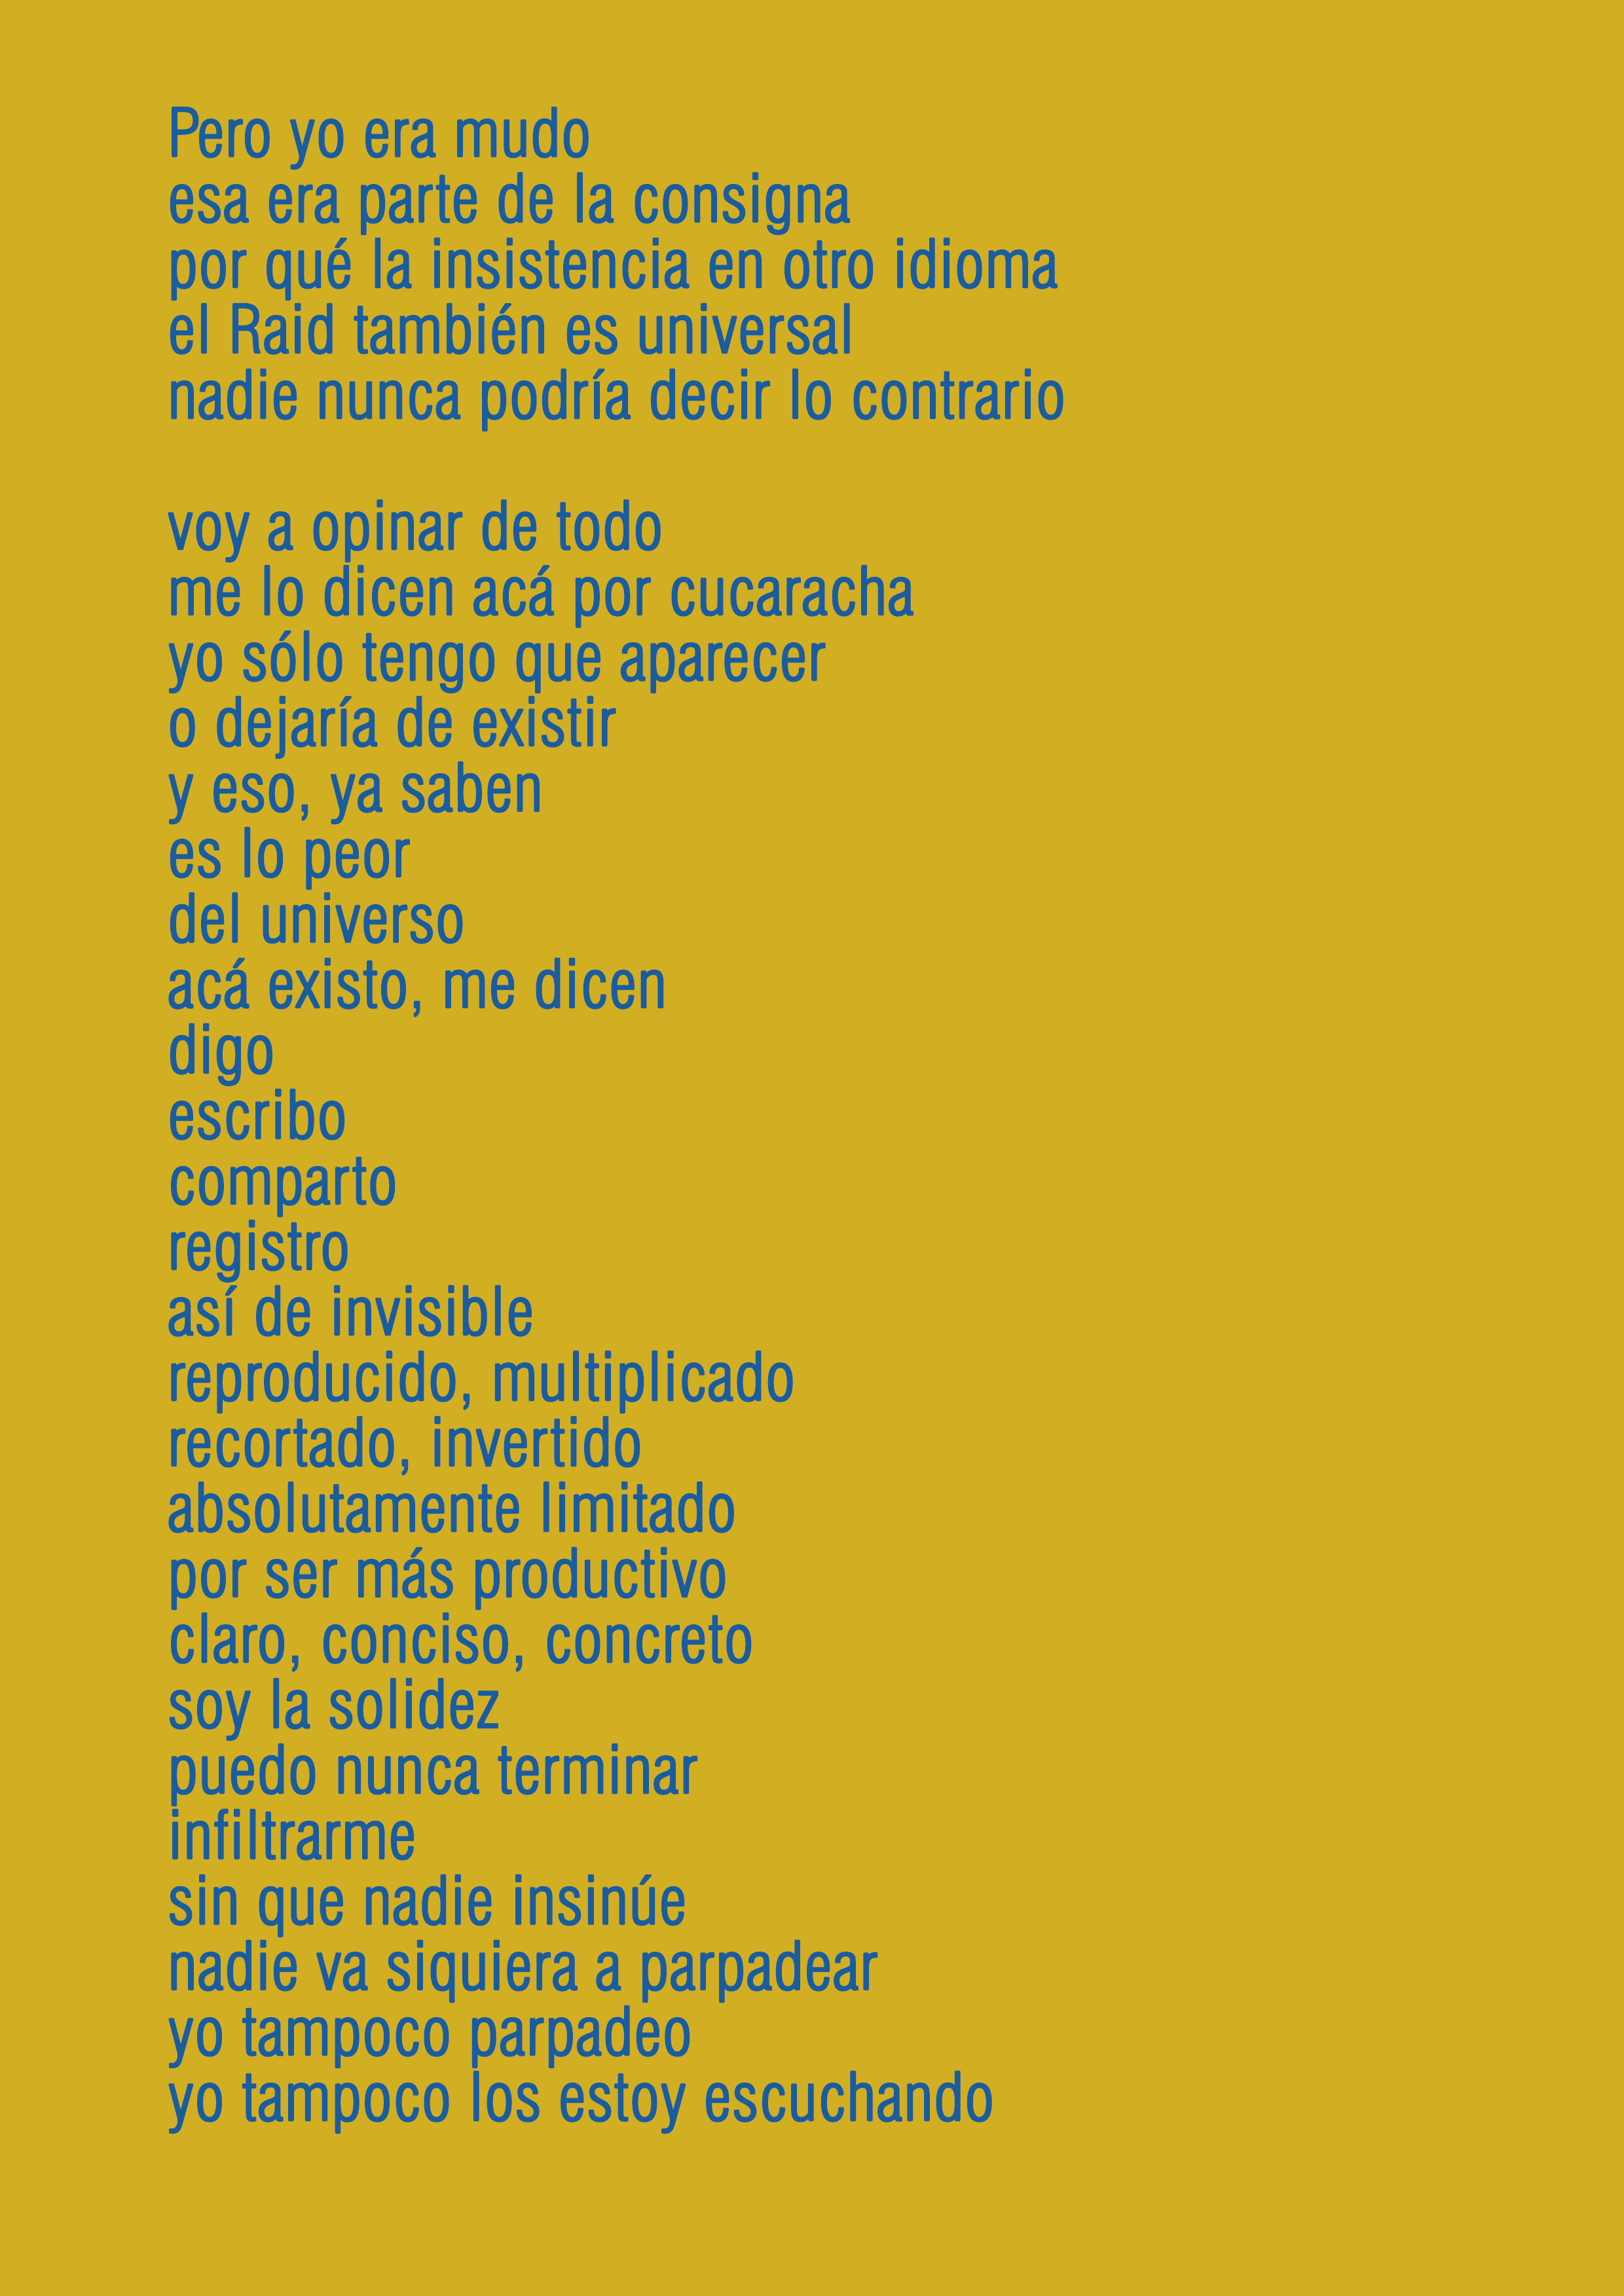 Pero yo era mudo
esa era parte de la consigna
por qué la insistencia en otro idioma
el Raid también es universal
nadie nunca podría decir lo contrario

voy a opinar de todo
me lo dicen acá por cucaracha
yo sólo tengo que aparecer
o dejaría de existir
y eso, ya saben
es lo peor
del universo
acá existo, me dicen
digo
escribo
comparto
registro
así de invisible
reproducido, multiplicado
recortado, invertido
absolutamente limitado
por ser más productivo
claro, conciso, concreto
soy la solidez
puedo nunca terminar
infiltrarme
sin que nadie insinúe
nadie va siquiera a parpadear
yo tampoco parpadeo
yo tampoco los estoy escuchando